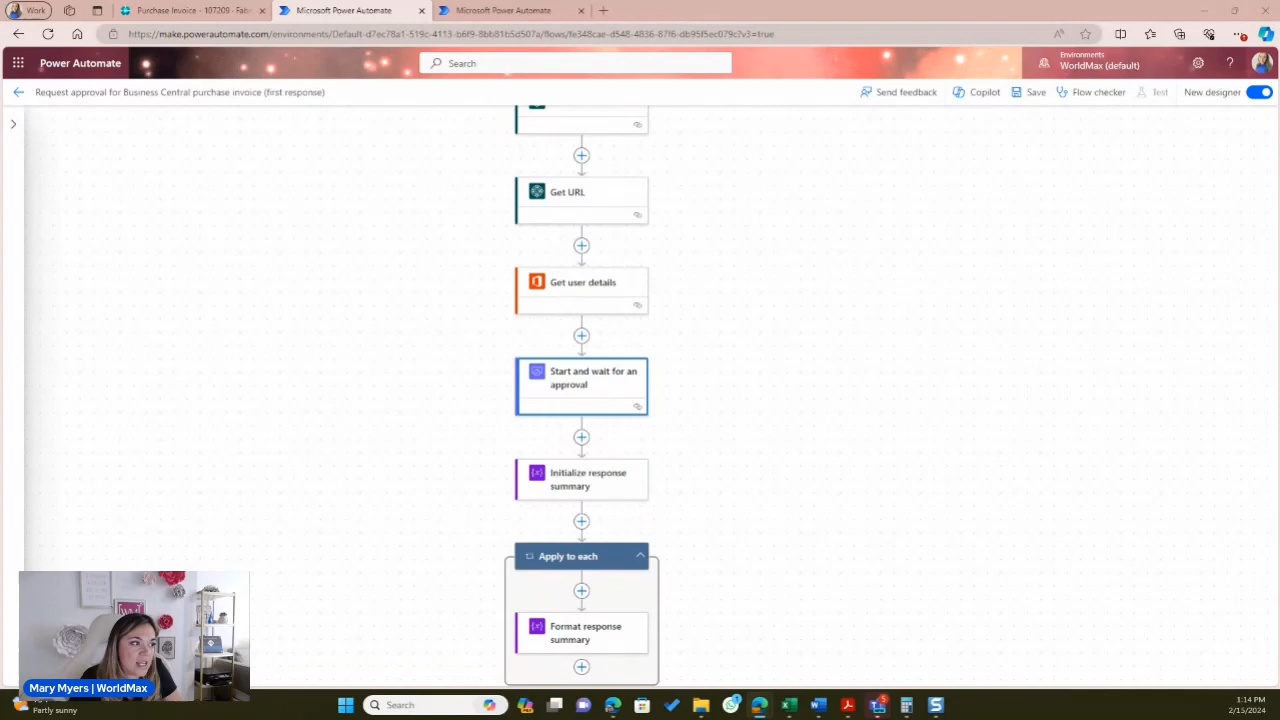 Work
Purchase Invoice - 107209 - Fab
Microsoft Power Automate
Microsoft Power Automate
https://make.powerautomate.com/environments/Default-d7ec78a1-519c-4113-b6f9-8bb81b5d507a/flows/fe348cae-d548-4836-87f6-db95f5ec079c?v3=true
Power Automate
Search
Environments
WorldMax (default)
Request approval for Business Central purchase invoice (first response)
Send feedback
Copilot
Save
Flow checker
Test
New designer
Get URL
Get user details
Start and wait for an
approval
Initialize response
summary
Apply to each
Format response
summary
Mary Myers | WorldMax
Partly sunny
Search
1:14 PM
2/15/2024